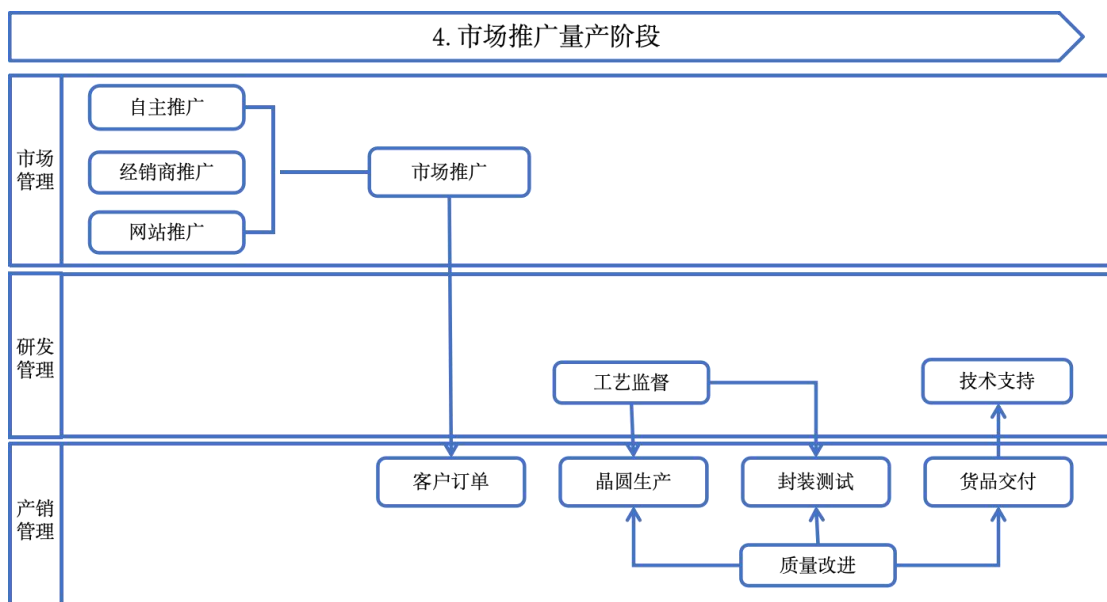 4. 市场推广量产阶段
市场
管理
自主推广
经销商推广
网站推广
市场推广
研发
管理
工艺监督
技术支持
产销
管理
客户订单
晶圆生产
封装测试
货品交付
质量改进